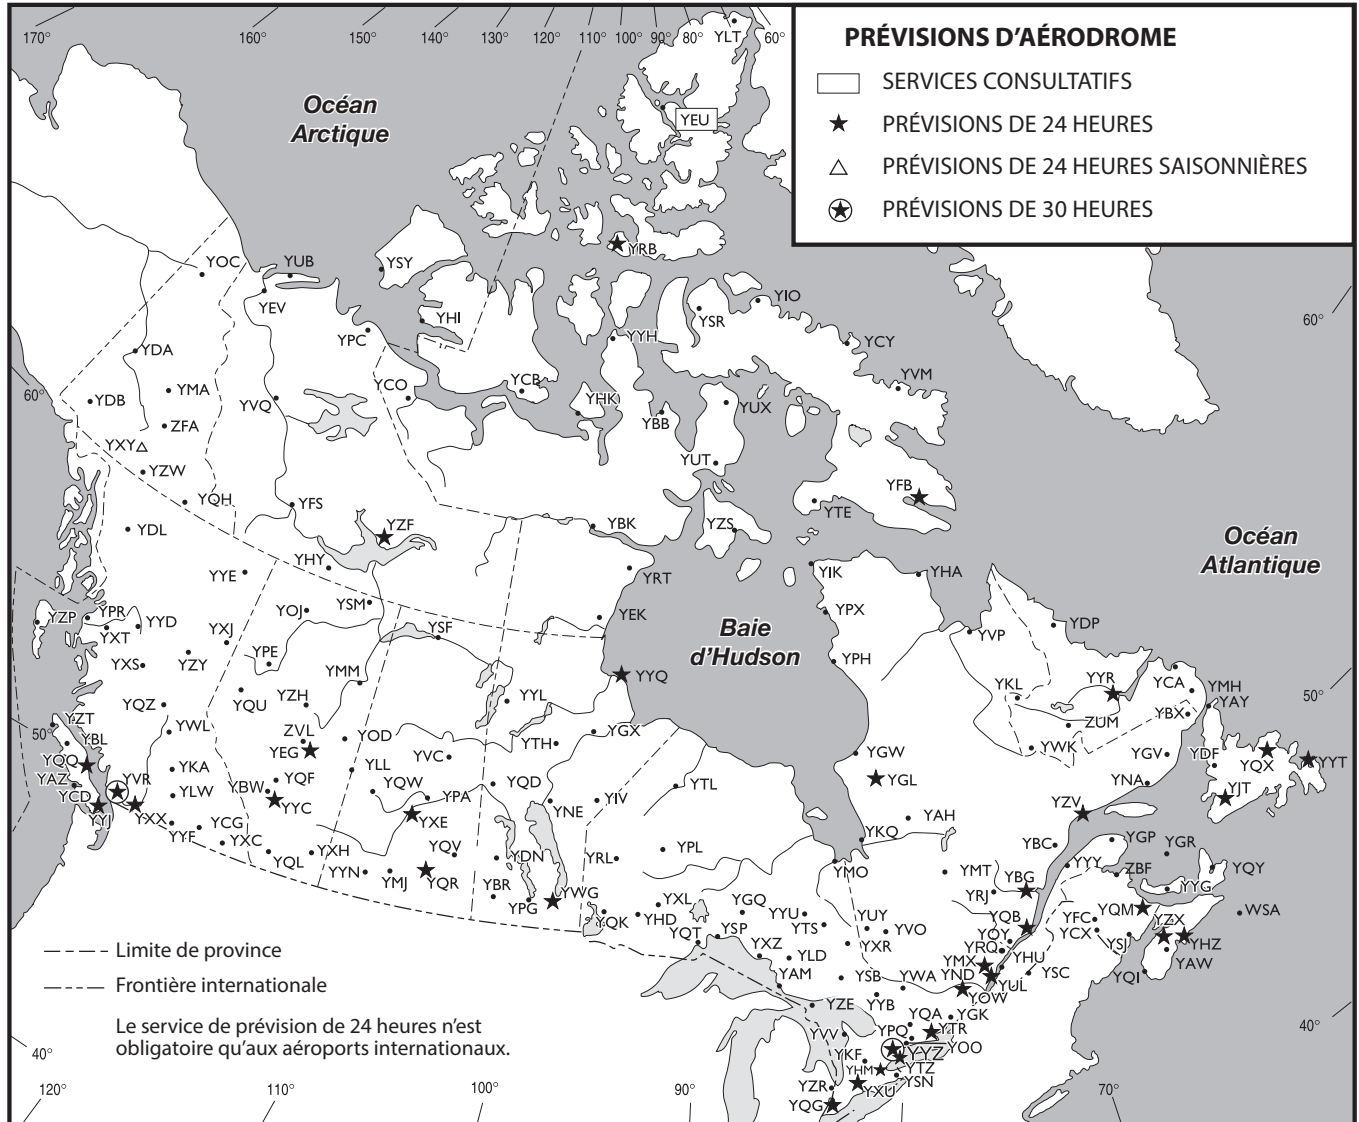 170°
160°
150°
140°
130°
120°
110°
100°
90°
80°
YLT
60°
PRÉVISIONS D'AÉRODROME
SERVICES CONSULTATIFS
PRÉVISIONS DE 24 HEURES
PRÉVISIONS DE 24 HEURES SAISONNIÈRES
PRÉVISIONS DE 30 HEURES
Océan
Arctique
YEU
YRB
YOC
YUB
YSY
YEV
YHI
YPC
YIO
YSR
YYH
YCY
60°
YDA
YMA
YDB
YVQ
YCO
YCB
YHK
YBB
YUX
YVM
60°
ZFA
YXY
YZW
YUT
YQH
YFS
YFB
YTE
YDL
YZF
YBK
YZS
Océan
Atlantique
YHY
YYE
YRT
YIK
YHA
YZP
YPR
YYD
YXT
YOJ
YSM
YEK
YPX
YXJ
YSF
Baie
d'Hudson
YVP
YDP
YXS
YZY
YPE
YMM
YYQ
YPH
YYR
YCA
50°
YMH
YAY
YQZ
YQU
YZH
YYL
YKL
YBX
YZT
50°
YBL
YWL
ZVL
YEG
YOD
YTH
YGX
ZUM
YWK
YGW
YGV
YDF
YQX
YYT
YQQ
YAZ
YVR
YKA
YLL
YVC
YGL
YCD
YYJ
YXX
YLW
YBW
YQF
YYC
YQW
YPA
YQD
YTL
YNA
YJT
YNE
YIV
YZV
YYF
YCG
YXE
YAH
YXC
YKQ
YQL
YXH
YQV
YDN
YRL
YPL
YBC
YGP
YGR
YYN
YMJ
YQR
YMO
YMT
YYY
ZBF
YQY
YBR
YPG
YWG
YBG
YRJ
YYG
YQK
YHD
YXL
YGQ
YYU
YUY
YQB
YFC
YQM
YZX
WSA
YQT
YSP
YTS
YVO
YOY
YCX
YSJ
YHZ
YXZ
YXR
YRQ
YHU
YAW
YLD
YMX
YAM
YSB
YWA
YND
YUL
YSC
YQI
YZE
YYB
YOW
YQA
YGK
YVV
YPQ
YTR
YOO
YYZ
YKF
YTZ
YHM
YSN
YZR
YXU
YQG
Limite de province
Frontière internationale
Le service de prévision de 24 heures n'est
obligatoire qu'aux aéroports internationaux.
40°
40°
120°
110°
100°
90°
70°